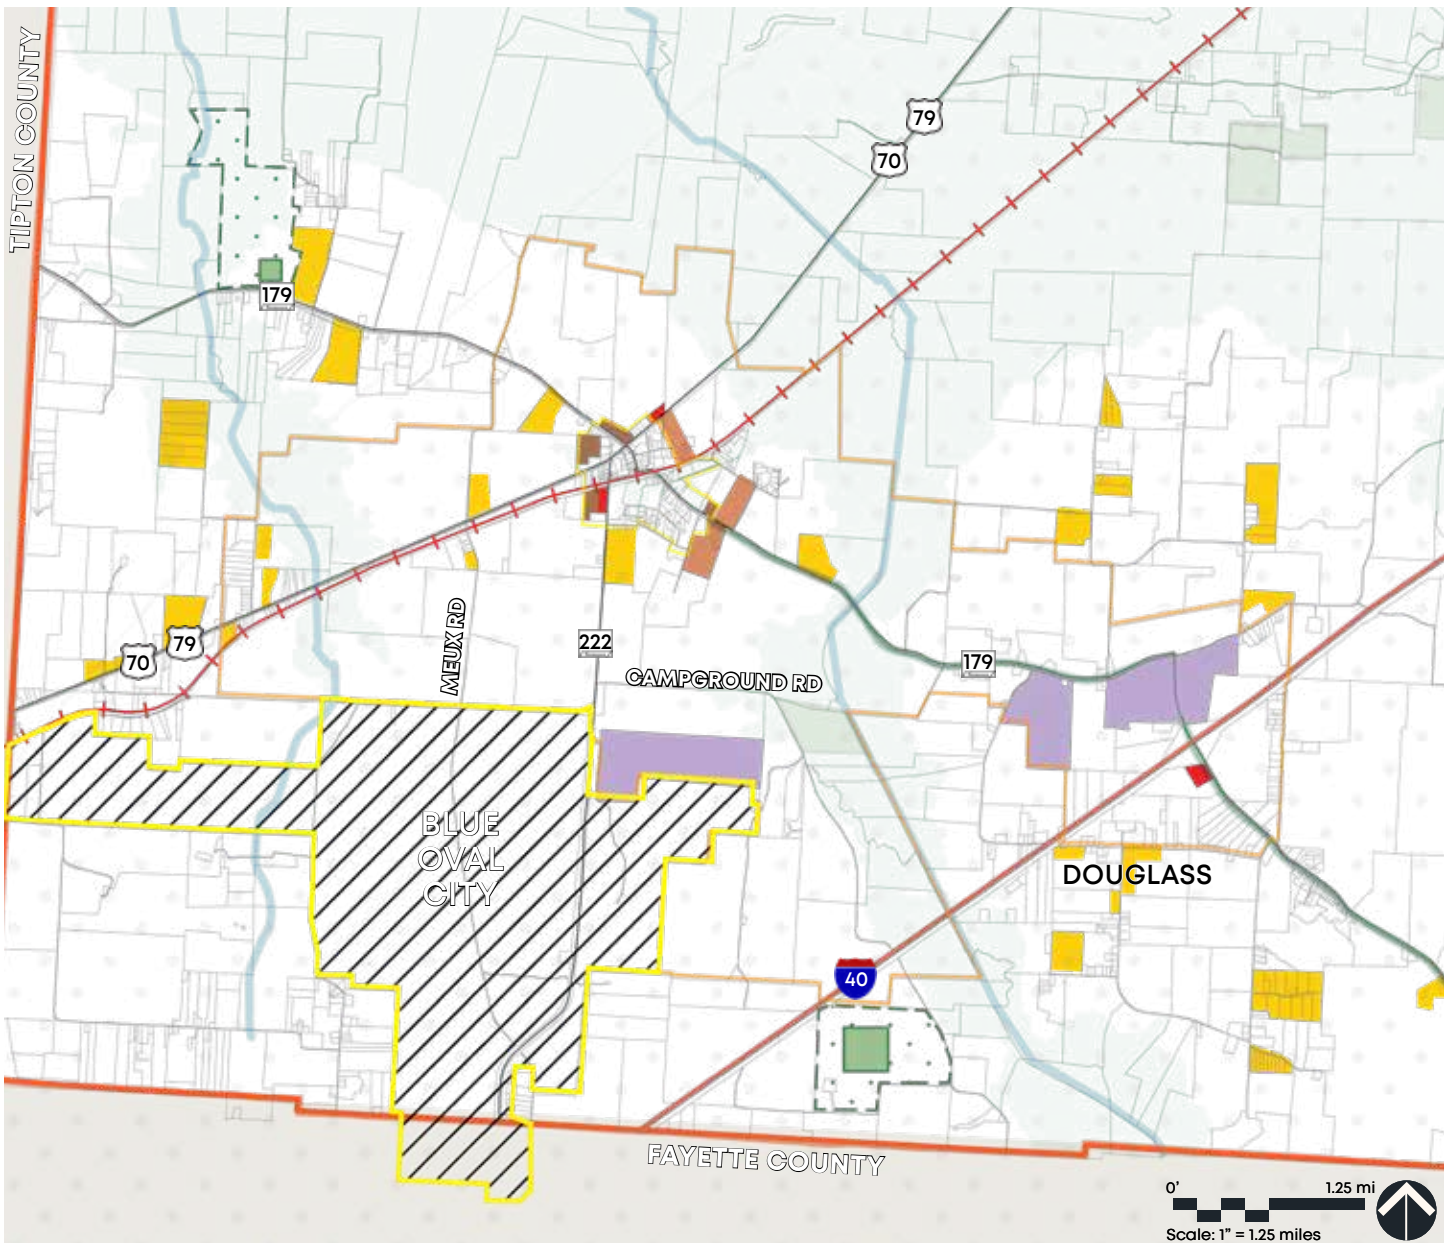 TIPTON COUNTY
79
70
179
MEUX RD
222
CAMPGROUND RD
179
70
79
BLUE
OVAL
CITY
DOUGLASS
40
FAYETTE COUNTY
0' 1.25 mi
Scale: 1" = 1.25 miles